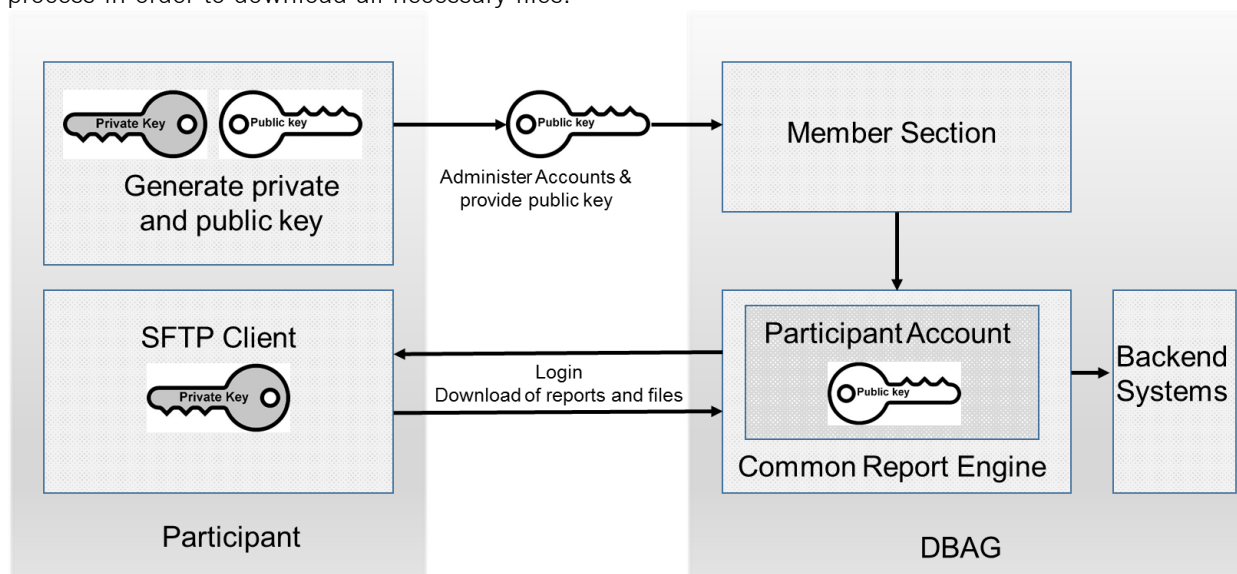 process in order to download all necessary files.
Private Key
Public key
Generate private
and public key
Public key
Administer Accounts &
provide public key
Member Section
SFTP Client
Private Key
Login
Download of reports and files
Participant Account
Public key
Common Report Engine
Backend
Systems
Participant
DBAG